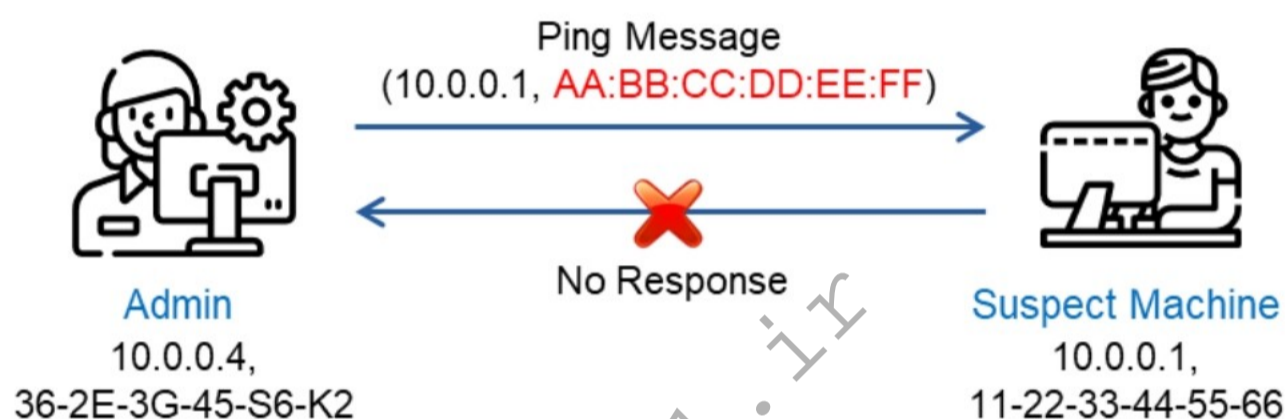 Ping Message
(10.0.0.1, AA:BB:CC:DD:EE:FF)
No Response
Admin
10.0.0.4,
36-2E-3G-45-S6-K2
Suspect Machine
10.0.0.1,
11-22-33-44-55-66
.ir